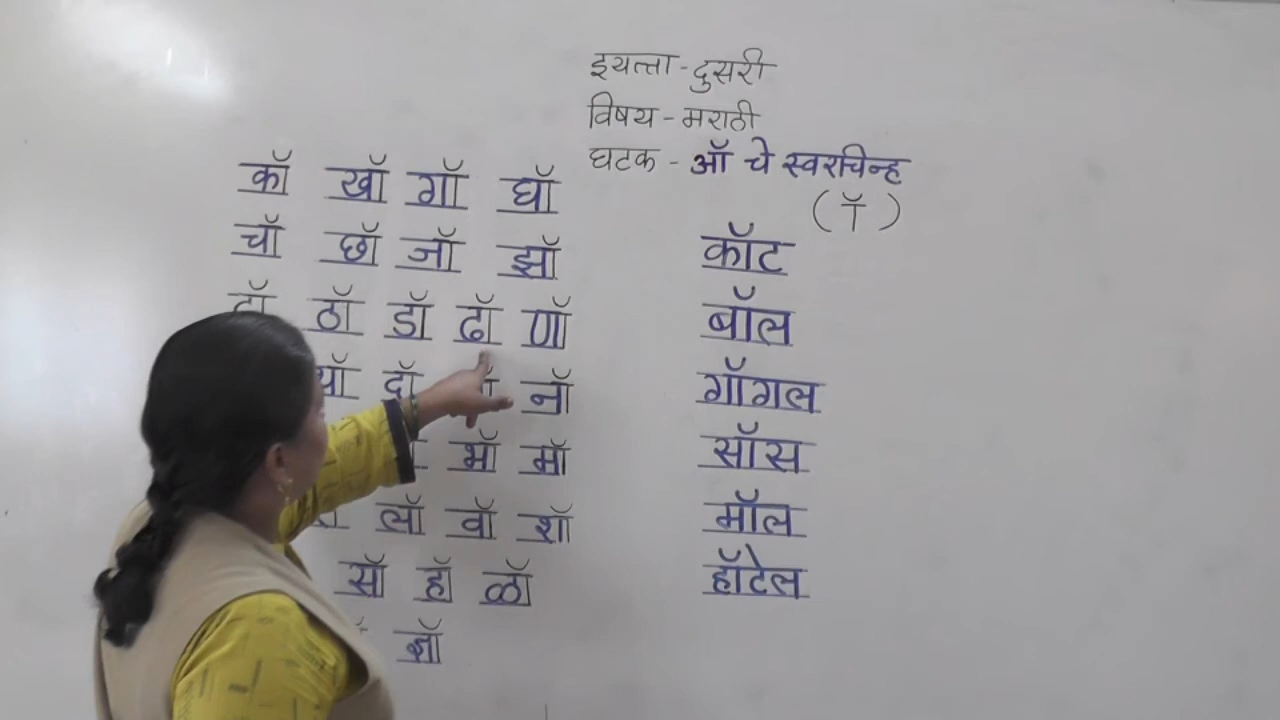 इयत्ता - दुसरी
विषय - मराठी
घटक - ऑ चे स्वरचिन्ह
(ॉ)
कॉ खॉ गॉ घॉ
चॉ छॉ जॉ झॉ
टॉ ठॉ डॉ ढॉ णॉ
थॉ दॉ नॉ
भॉ मॉ
लॉ वॉ शॉ
सॉ हॉ ळॉ
ज्ञॉ
कॉट
बॉल
गॉगल
सॉस
मॉल
हॉटेल